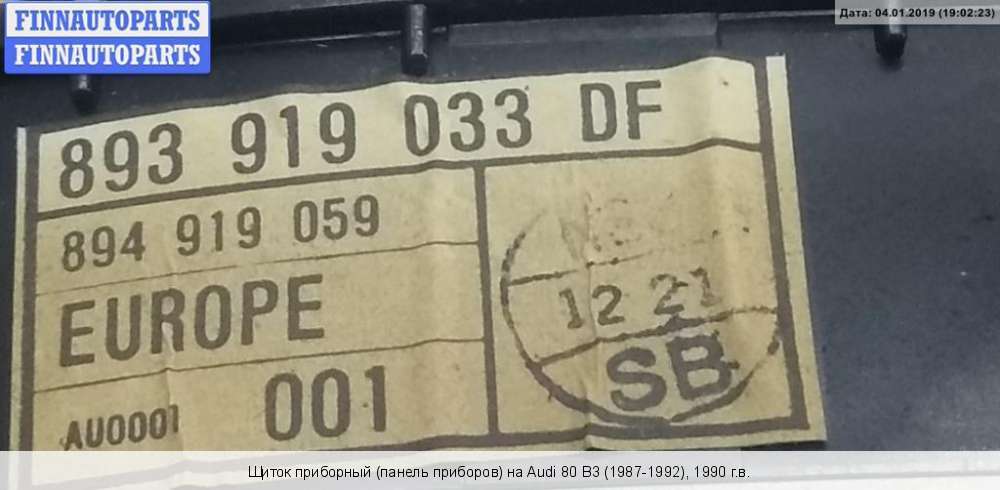 FINNAUTOPARTS
FINNAUTOPARTS
Дата: 04.01.2019 (19:02:23)
893 919 033 DF
894 919 059
EUROPE
AU0001 001
12 21
SB
Щиток приборный (панель приборов) на Audi 80 B3 (1987-1992), 1990 г.в.